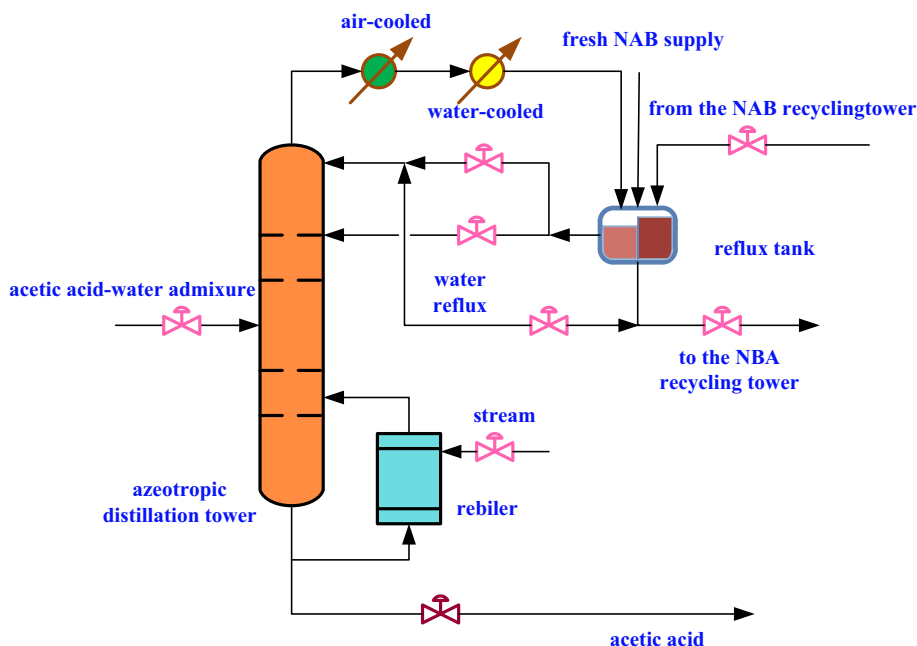 air-cooled
fresh NAB supply
water-cooled
from the NAB recyclingtower
reflux tank
water
reflux
acetic acid-water admixure
to the NBA
recycling tower
stream
rebiler
azeotropic
distillation tower
acetic acid